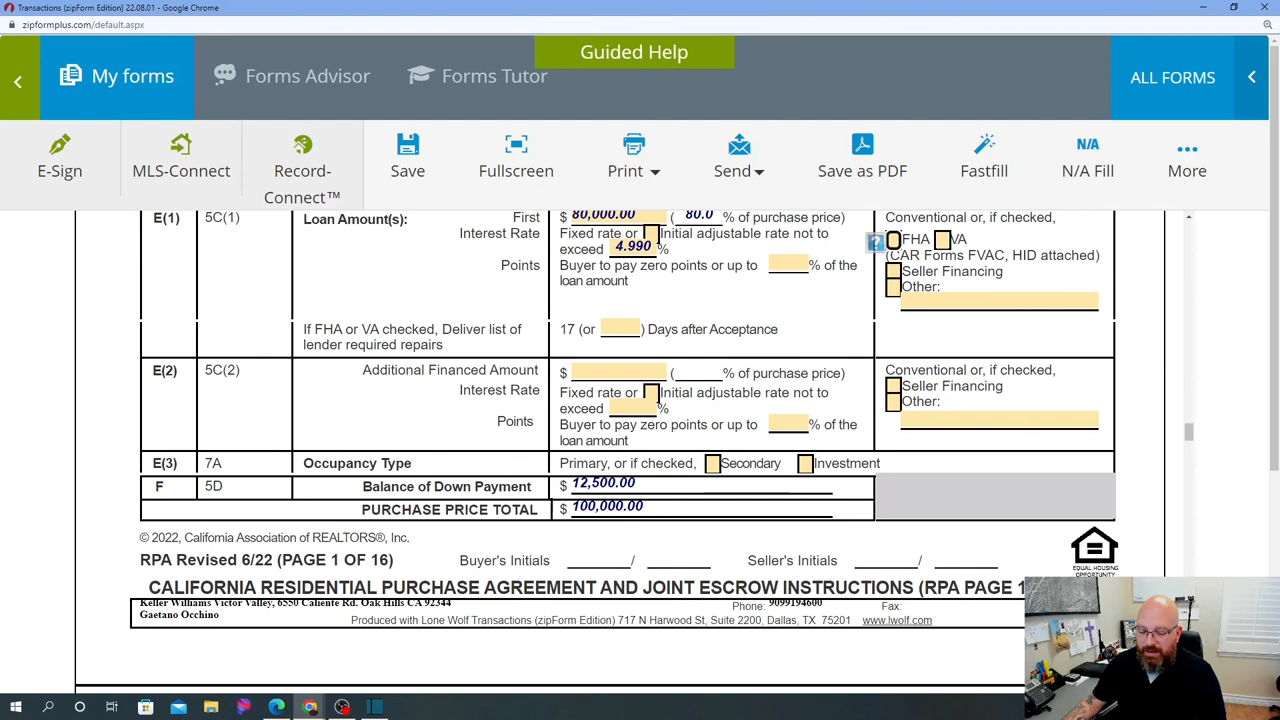 Transactions (zipForm Edition) 22.08.01 - Google Chrome
zipformplus.com/default.aspx
Guided Help
My forms
Forms Advisor
Forms Tutor
ALL FORMS
E-Sign
MLS-Connect
Record-Connect™
Save
Fullscreen
Print
Send
Save as PDF
N/A
Fastfill
N/A Fill
More
E(1) 5C(1) Loan Amount(s): First $ 80,000.00 ( 80.0 % of purchase price) Conventional or, if checked,
Interest Rate Fixed rate or Initial adjustable rate not to FHA VA
exceed 4.990 % (CAR Forms FVAC, HID attached)
Points Buyer to pay zero points or up to % of the Seller Financing
loan amount Other:
If FHA or VA checked, Deliver list of 17 (or ) Days after Acceptance
lender required repairs
E(2) 5C(2) Additional Financed Amount $ ( % of purchase price) Conventional or, if checked,
Interest Rate Fixed rate or Initial adjustable rate not to Seller Financing
exceed % Other:
Points Buyer to pay zero points or up to % of the
loan amount
E(3) 7A Occupancy Type Primary, or if checked, Secondary Investment
F 5D Balance of Down Payment $ 12,500.00
PURCHASE PRICE TOTAL $ 100,000.00
© 2022, California Association of REALTORS®, Inc.
RPA Revised 6/22 (PAGE 1 OF 16) Buyer's Initials / Seller's Initials /
EQUAL HOUSING
OPPORTUNITY
CALIFORNIA RESIDENTIAL PURCHASE AGREEMENT AND JOINT ESCROW INSTRUCTIONS (RPA PAGE 1
Keller Williams Victor Valley, 6550 Caliente Rd. Oak Hills CA 92344 Phone: 9099194600 Fax:
Gaetano Occhino
Produced with Lone Wolf Transactions (zipForm Edition) 717 N Harwood St, Suite 2200, Dallas, TX 75201 www.lwolf.com